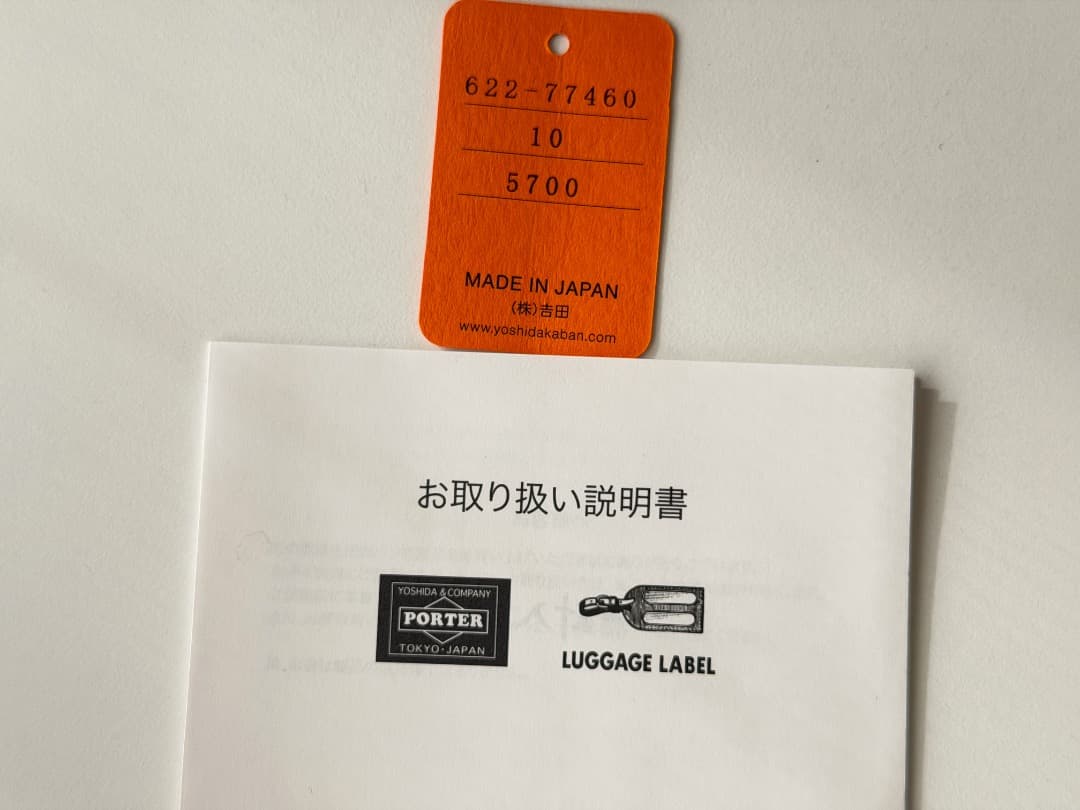 622-77460
10
5700
MADE IN JAPAN
(株)吉田
www.yoshidakaban.com
お取り扱い説明書
YOSHIDA & COMPANY
PORTER
TOKYO・JAPAN
LUGGAGE LABEL